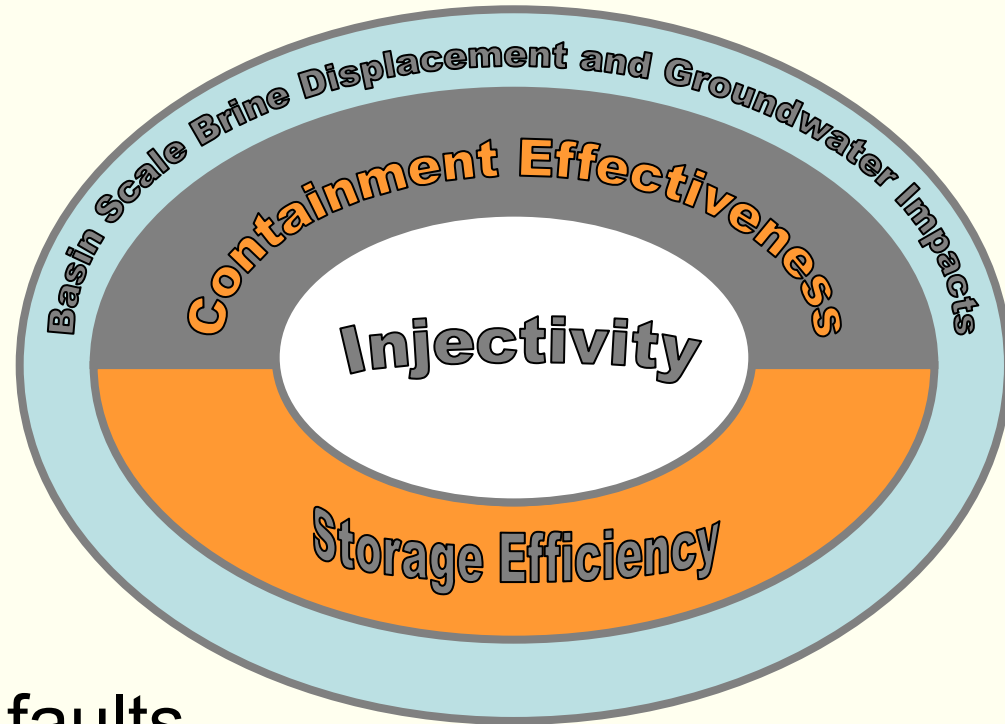 Basin Scale Brine Displacement and Groundwater Impacts
Containment Effectiveness
Injectivity
Storage Efficiency
faults